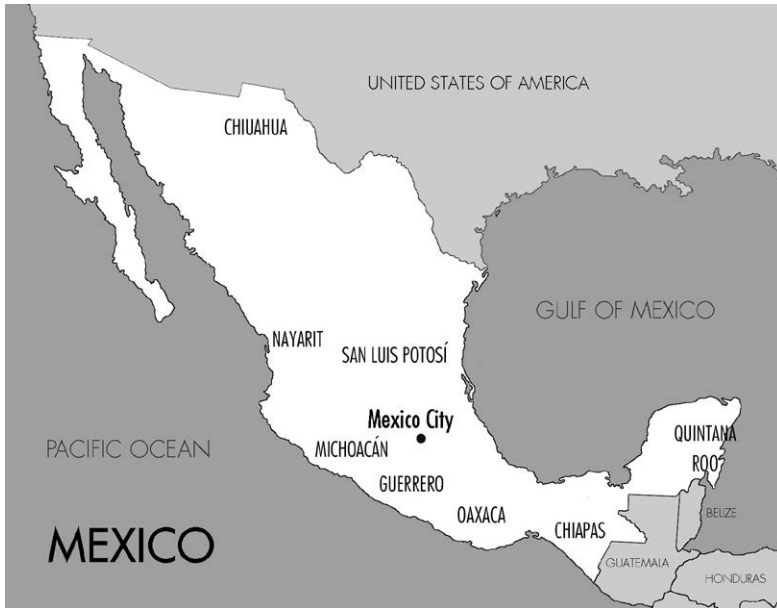 UNITED STATES OF AMERICA
CHIUAHUA
GULF OF MEXICO
NAYARIT
SAN LUIS POTOSÍ
Mexico City
QUINTANA
ROO
PACIFIC OCEAN
MICHOACÁN
GUERRERO
OAXACA
BELIZE
CHIAPAS
MEXICO
GUATEMALA
HONDURAS